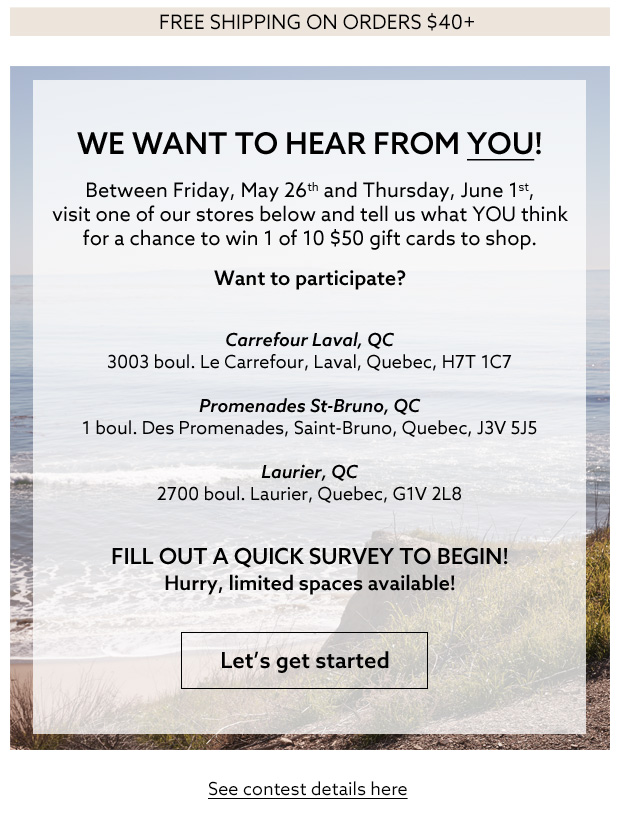 FREE SHIPPING ON ORDERS $40+
WE WANT TO HEAR FROM YOU!
Between Friday, May 26th and Thursday, June 1st,
visit one of our stores below and tell us what YOU think
for a chance to win 1 of 10 $50 gift cards to shop.
Want to participate?
Carrefour Laval, QC
3003 boul. Le Carrefour, Laval, Quebec, H7T 1C7
Promenades St-Bruno, QC
1 boul. Des Promenades, Saint-Bruno, Quebec, J3V 5J5
Laurier, QC
2700 boul. Laurier, Quebec, G1V 2L8
FILL OUT A QUICK SURVEY TO BEGIN!
Hurry, limited spaces available!
Let’s get started
See contest details here